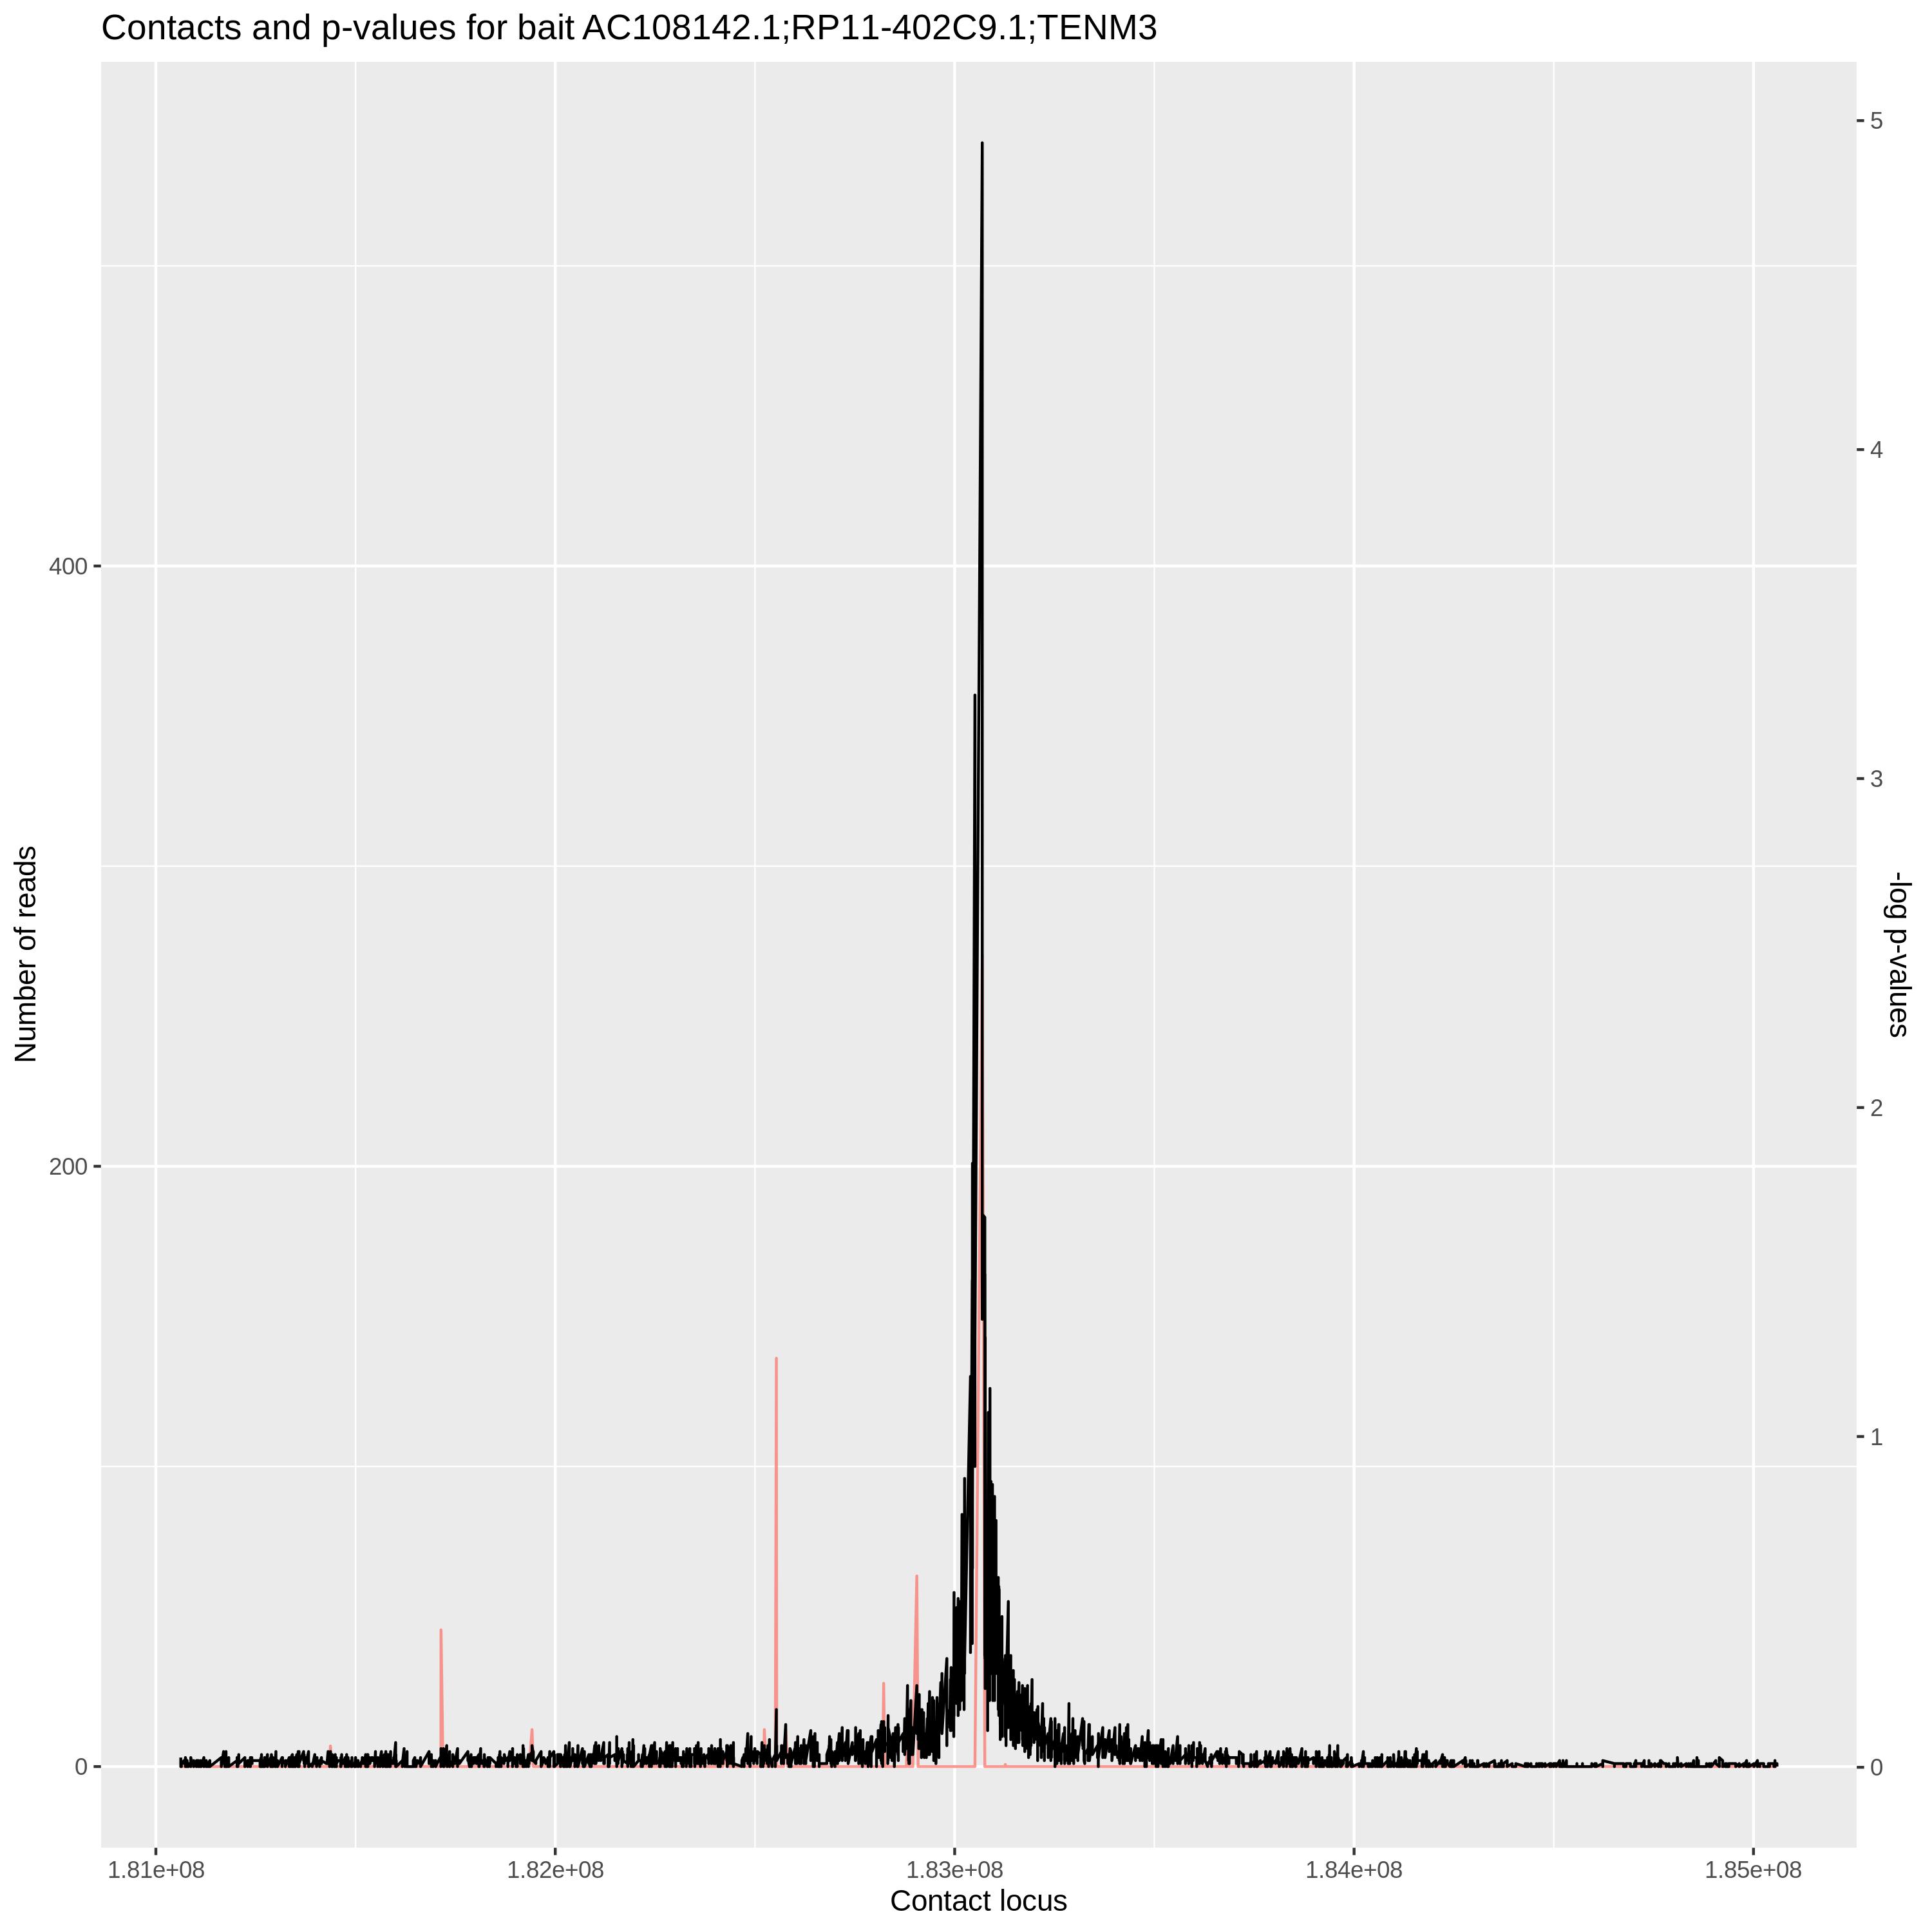 Contacts and p-values for bait AC108142.1;RP11-402C9.1;TENM3
Number of reads
400
200
0
5
4
3
2
1
0
-log p-values
1.81e+08
1.82e+08
1.83e+08
1.84e+08
1.85e+08
Contact locus